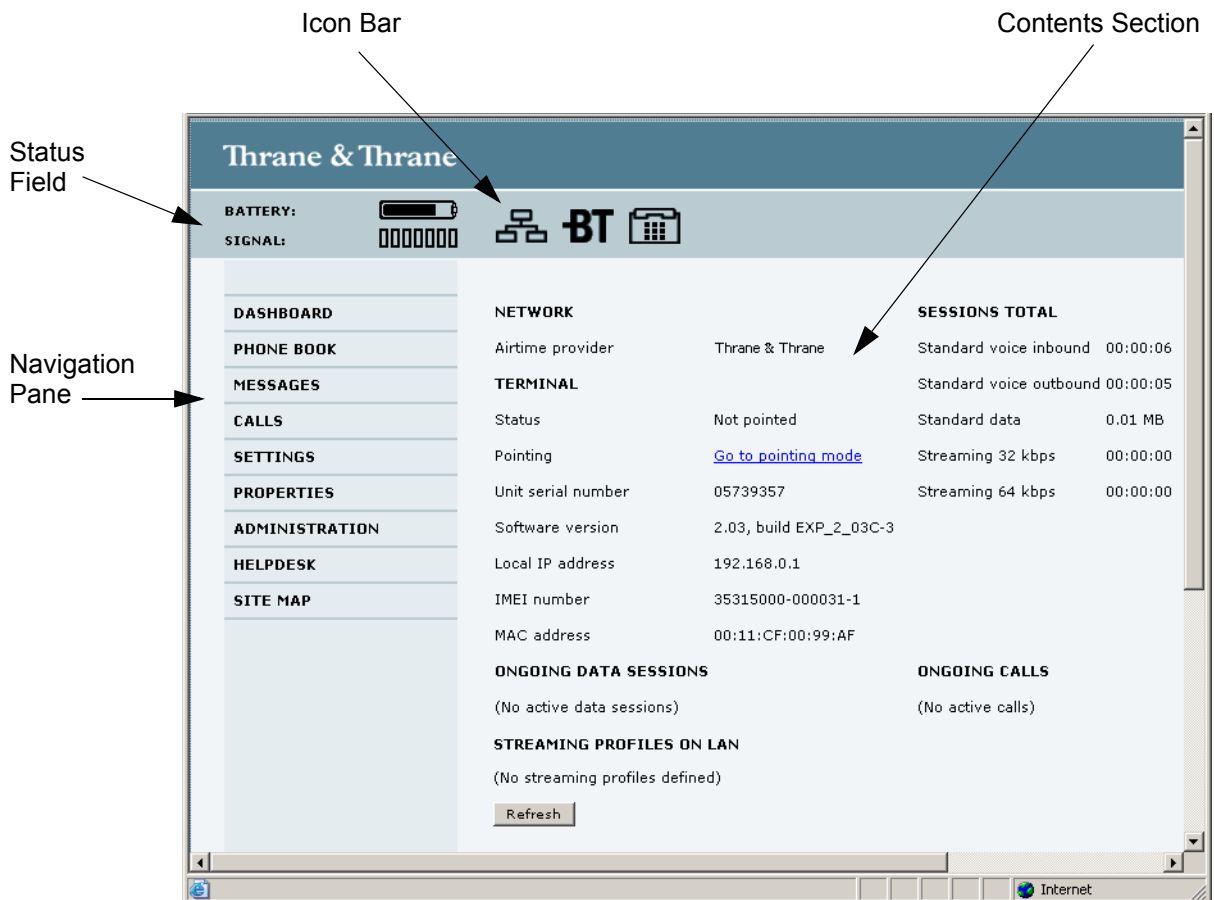 Icon Bar
Contents Section
Status
Field
Thrane & Thrane
BATTERY:
SIGNAL:
BT
Navigation
Pane
DASHBOARD
PHONE BOOK
MESSAGES
CALLS
SETTINGS
PROPERTIES
ADMINISTRATION
HELPDESK
SITE MAP
NETWORK
Airtime provider Thrane & Thrane
TERMINAL
Status Not pointed
Pointing Go to pointing mode
Unit serial number 05739357
Software version 2.03, build EXP_2_03C-3
Local IP address 192.168.0.1
IMEI number 35315000-000031-1
MAC address 00:11:CF:00:99:AF
ONGOING DATA SESSIONS
(No active data sessions)
STREAMING PROFILES ON LAN
(No streaming profiles defined)
Refresh
SESSIONS TOTAL
Standard voice inbound 00:00:06
Standard voice outbound 00:00:05
Standard data 0.01 MB
Streaming 32 kbps 00:00:00
Streaming 64 kbps 00:00:00
ONGOING CALLS
(No active calls)
Internet